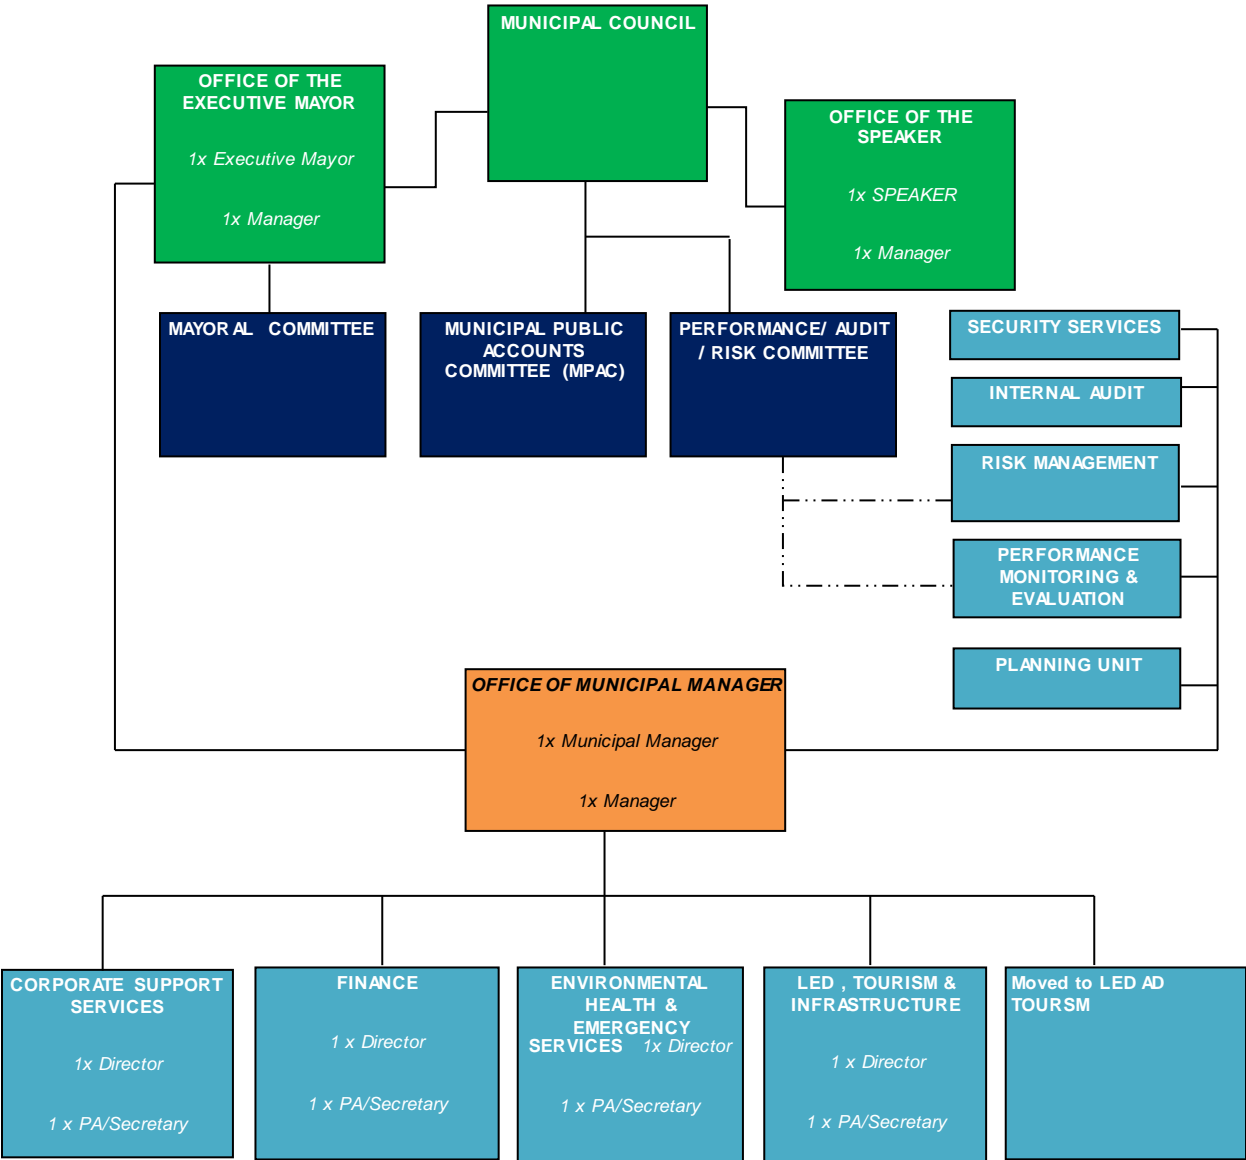 MUNICIPAL COUNCIL
OFFICE OF THE
EXECUTIVE MAYOR
1x Executive Mayor
1x Manager
OFFICE OF THE
SPEAKER
1x SPEAKER
1x Manager
MAYORAL COMMITTEE
MUNICIPAL PUBLIC
ACCOUNTS
COMMITTEE (MPAC)
PERFORMANCE/ AUDIT
/ RISK COMMITTEE
SECURITY SERVICES
INTERNAL AUDIT
RISK MANAGEMENT
PERFORMANCE
MONITORING &
EVALUATION
PLANNING UNIT
OFFICE OF MUNICIPAL MANAGER
1x Municipal Manager
1x Manager
CORPORATE SUPPORT
SERVICES
1x Director
1 x PA/Secretary
FINANCE
1 x Director
1 x PA/Secretary
ENVIRONMENTAL
HEALTH &
EMERGENCY
SERVICES 1x Director
1 x PA/Secretary
LED , TOURISM &
INFRASTRUCTURE
1 x Director
1 x PA/Secretary
Moved to LED AD
TOURSM